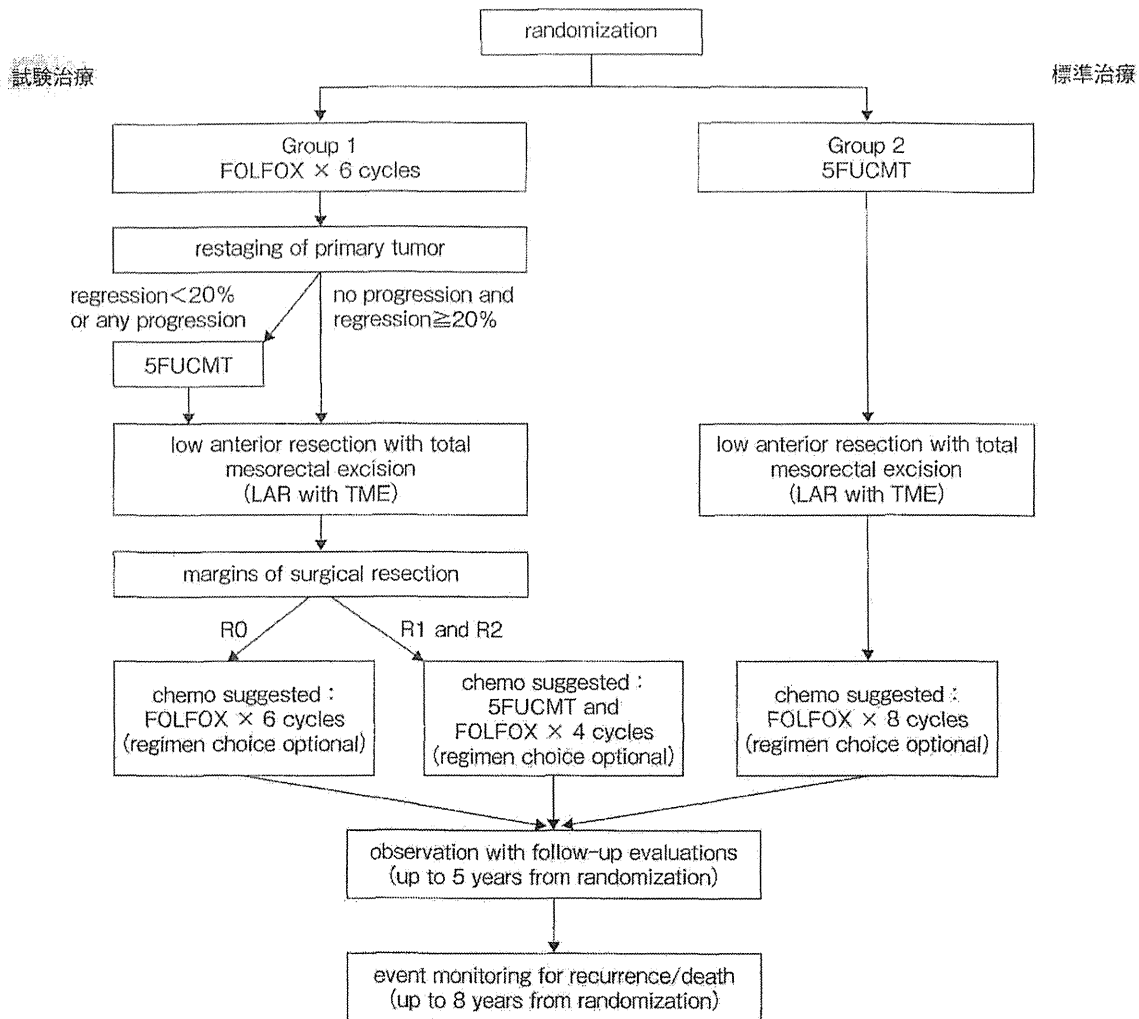 randomization
試験治療
標準治療
Group 1
FOLFOX × 6 cycles
Group 2
5FUCMT
restaging of primary tumor
regression<20%
or any progression
no progression and
regression≧20%
5FUCMT
low anterior resection with total
mesorectal excision
(LAR with TME)
low anterior resection with total
mesorectal excision
(LAR with TME)
margins of surgical resection
R0
R1 and R2
chemo suggested：
FOLFOX × 6 cycles
(regimen choice optional)
chemo suggested：
5FUCMT and
FOLFOX × 4 cycles
(regimen choice optional)
chemo suggested：
FOLFOX × 8 cycles
(regimen choice optional)
observation with follow-up evaluations
(up to 5 years from randomization)
event monitoring for recurrence/death
(up to 8 years from randomization)